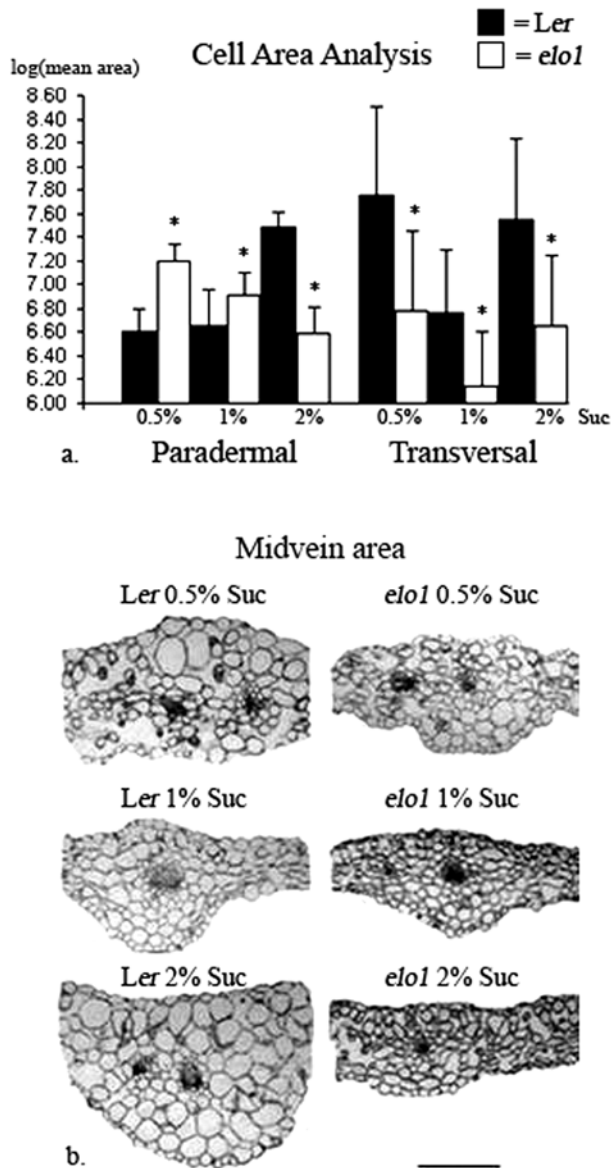 = Ler
= elo1
Cell Area Analysis
log(mean area)
8.60
8.40
8.20
8.00
7.80
7.60
7.40
7.20
7.00
6.80
6.60
6.40
6.20
6.00
* * * * * *
0.5% 1% 2% 0.5% 1% 2% Suc
a. Paradermal Transversal
Midvein area
Ler 0.5% Suc elo1 0.5% Suc
Ler 1% Suc elo1 1% Suc
Ler 2% Suc elo1 2% Suc
b.